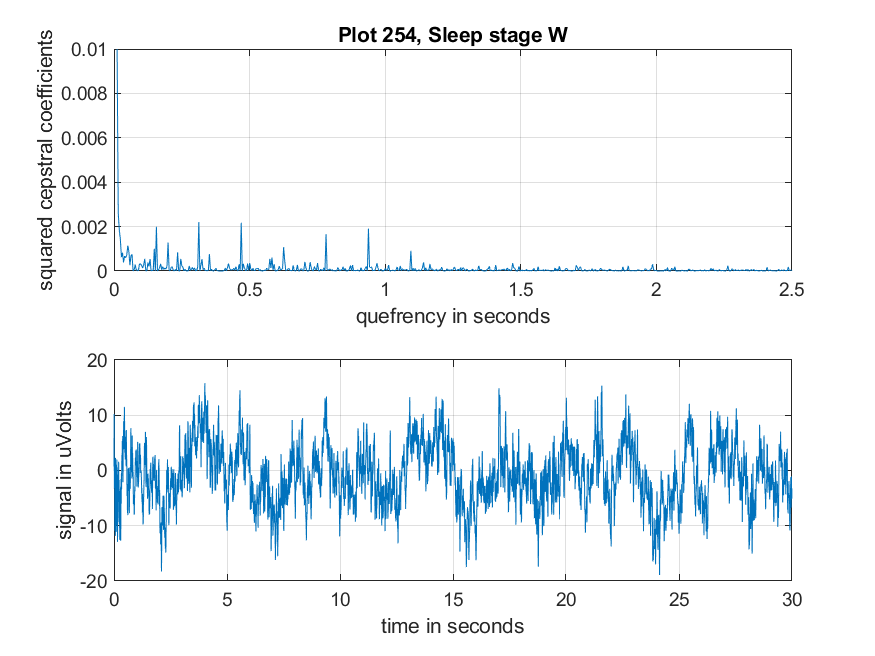 Plot 254, Sleep stage W
squared cepstral coefficients
0.01
0.008
0.006
0.004
0.002
0
0 0.5 1 1.5 2 2.5
quefrency in seconds
signal in uVolts
20
10
0
-10
-20
0 5 10 15 20 25 30
time in seconds